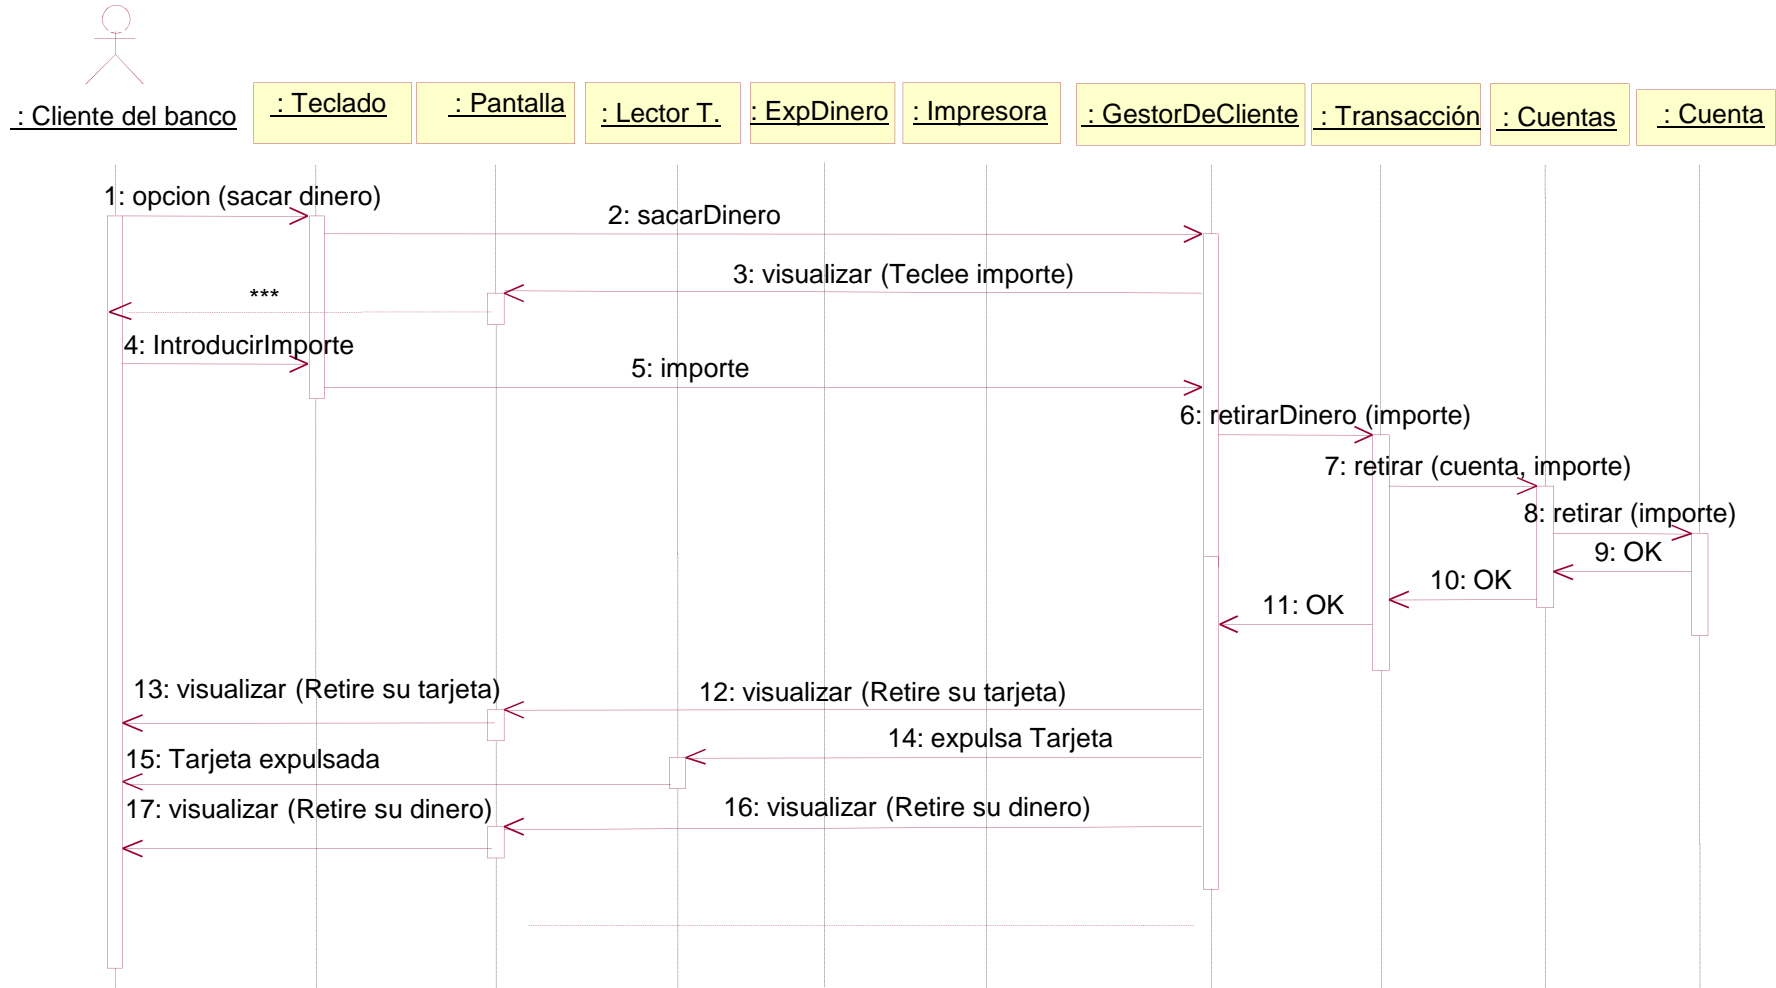 : Cliente del banco
: Teclado
: Pantalla
: Lector T.
: ExpDinero
: Impresora
: GestorDeCliente
: Transacción
: Cuentas
: Cuenta
1: opcion (sacar dinero)
2: sacarDinero
3: visualizar (Teclee importe)
***
4: IntroducirImporte
5: importe
6: retirarDinero (importe)
7: retirar (cuenta, importe)
8: retirar (importe)
9: OK
10: OK
11: OK
13: visualizar (Retire su tarjeta)
12: visualizar (Retire su tarjeta)
14: expulsa Tarjeta
15: Tarjeta expulsada
17: visualizar (Retire su dinero)
16: visualizar (Retire su dinero)